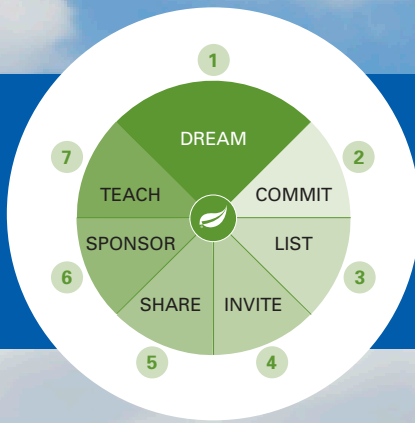 1
DREAM
2
COMMIT
3
LIST
4
INVITE
5
SHARE
6
SPONSOR
7
TEACH